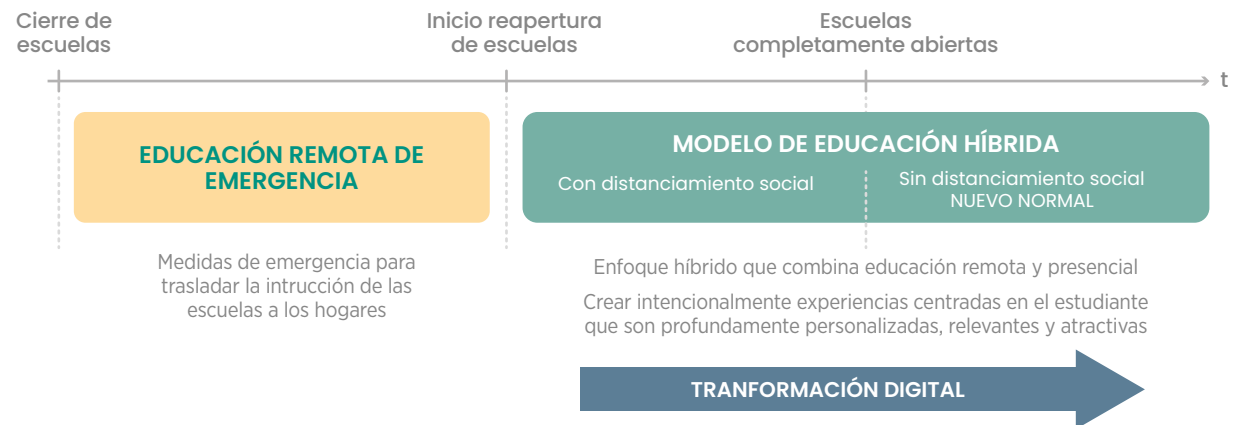 Cierre de
escuelas
Inicio reapertura
de escuelas
Escuelas
completamente abiertas
t
EDUCACIÓN REMOTA DE
EMERGENCIA
MODELO DE EDUCACIÓN HÍBRIDA
Con distanciamiento social
Sin distanciamiento social
NUEVO NORMAL
Medidas de emergencia para
trasladar la intrucción de las
escuelas a los hogares
Enfoque híbrido que combina educación remota y presencial
Crear intencionalmente experiencias centradas en el estudiante
que son profundamente personalizadas, relevantes y atractivas
TRANFORMACIÓN DIGITAL